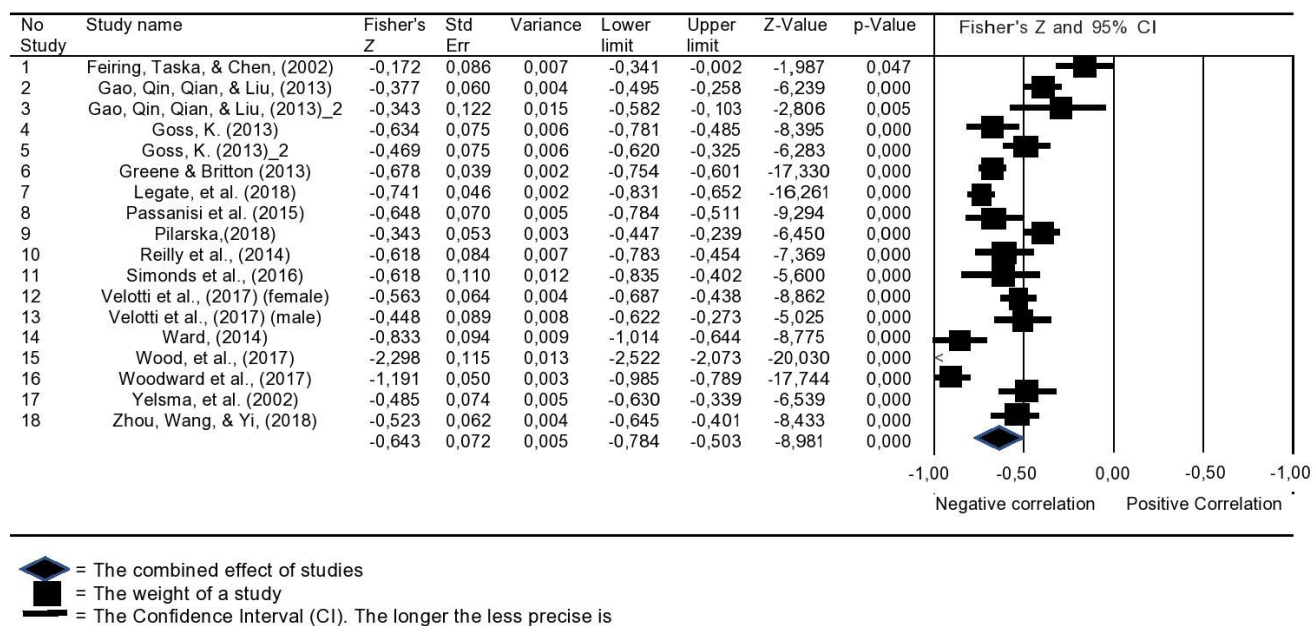 No Study name Fisher's Std Variance Lower Upper Z-Value p-Value Fisher's Z and 95% CI
Study Z Err limit limit
1 Feiring, Taska, & Chen, (2002) -0,172 0,086 0,007 -0,341 -0,002 -1,987 0,047
2 Gao, Qin, Qian, & Liu, (2013) -0,377 0,060 0,004 -0,495 -0,258 -6,239 0,000
3 Gao, Qin, Qian, & Liu, (2013)_2 -0,343 0,122 0,015 -0,582 -0, 103 -2,806 0,005
4 Goss, K. (2013) -0,634 0,075 0,006 -0,781 -0,485 -8,395 0,000
5 Goss, K. (2013)_2 -0,469 0,075 0,006 -0,620 -0,325 -6,283 0,000
6 Greene & Britton (2013) -0,678 0,039 0,002 -0,754 -0,601 -17,330 0,000
7 Legate, et al. (2018) -0,741 0,046 0,002 -0,831 -0,652 -16,261 0,000
8 Passanisi et al. (2015) -0,648 0,070 0,005 -0,784 -0,511 -9,294 0,000
9 Pilarska,(2018) -0,343 0,053 0,003 -0,447 -0,239 -6,450 0,000
10 Reilly et al., (2014) -0,618 0,084 0,007 -0,783 -0,454 -7,369 0,000
11 Simonds et al., (2016) -0,618 0,110 0,012 -0,835 -0,402 -5,600 0,000
12 Velotti et al., (2017) (female) -0,563 0,064 0,004 -0,687 -0,438 -8,862 0,000
13 Velotti et al., (2017) (male) -0,448 0,089 0,008 -0,622 -0,273 -5,025 0,000
14 Ward, (2014) -0,833 0,094 0,009 -1,014 -0,644 -8,775 0,000
15 Wood, et al., (2017) -2,298 0,115 0,013 -2,522 -2,073 -20,030 0,000 <
16 Woodward et al., (2017) -1,191 0,050 0,003 -0,985 -0,789 -17,744 0,000
17 Yelsma, et al. (2002) -0,485 0,074 0,005 -0,630 -0,339 -6,539 0,000
18 Zhou, Wang, & Yi, (2018) -0,523 0,062 0,004 -0,645 -0,401 -8,433 0,000
-0,643 0,072 0,005 -0,784 -0,503 -8,981 0,000
-1,00 -0,50 0,00 -0,50 -1,00
Negative correlation Positive Correlation
= The combined effect of studies
= The weight of a study
= The Confidence Interval (CI). The longer the less precise is